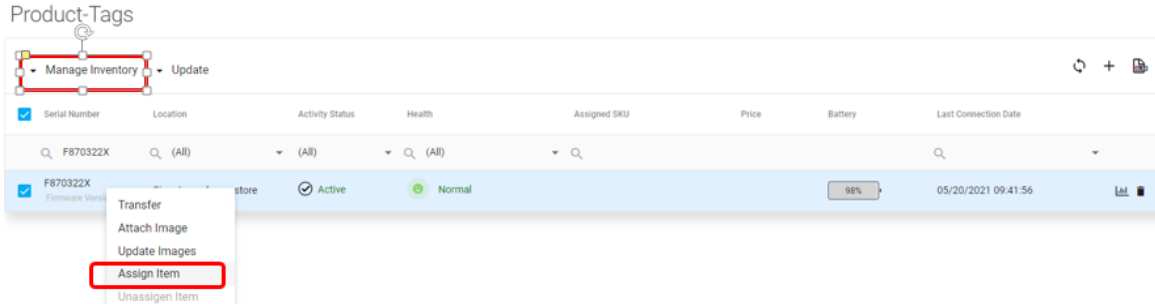 Product-Tags
Manage Inventory Update
Serial Number Location Activity Status Health Assigned SKU Price Battery Last Connection Date
F870322X (All) (All) (All)
F870322X store Active Normal 98% 05/20/2021 09:41:56
Firmware
Transfer
Attach Image
Update Images
Assign Item
Unassigen Item